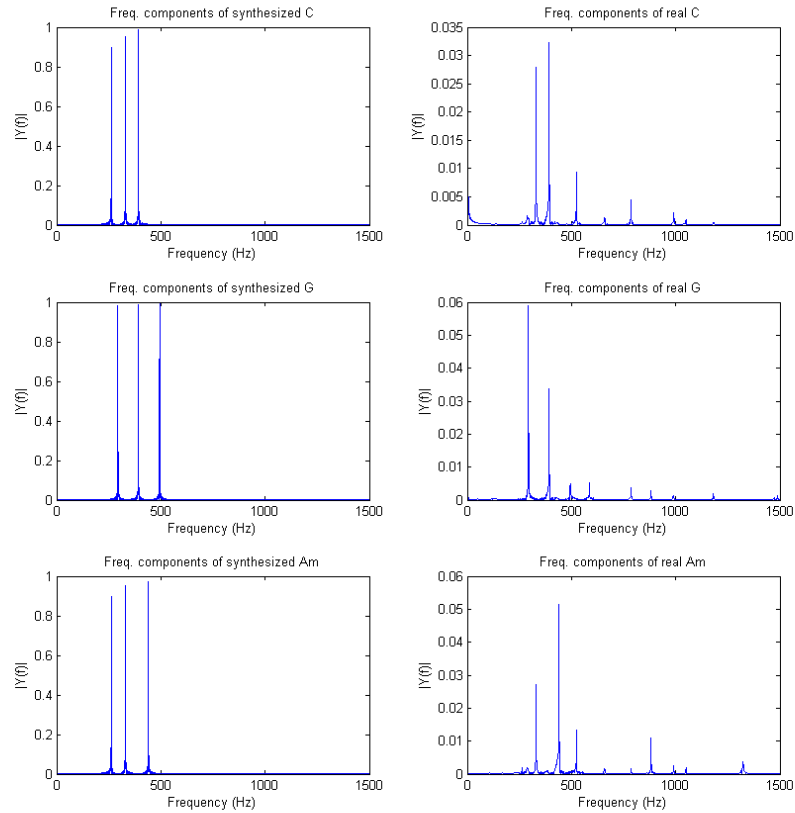 Freq. components of synthesized C
1
0.8
0.6
0.4
0.2
0
|Y(f)|
0 500 1000 1500
Frequency (Hz)
Freq. components of real C
0.035
0.03
0.025
0.02
0.015
0.01
0.005
|Y(f)|
0 500 1000 1500
Frequency (Hz)
Freq. components of synthesized G
1
0.8
0.6
0.4
0.2
0
|Y(f)|
0 500 1000 1500
Frequency (Hz)
Freq. components of real G
0.06
0.05
0.04
0.03
0.02
0.01
0
|Y(f)|
0 500 1000 1500
Frequency (Hz)
Freq. components of synthesized Am
1
0.8
0.6
0.4
0.2
0
|Y(f)|
0 500 1000 1500
Frequency (Hz)
Freq. components of real Am
0.06
0.05
0.04
0.03
0.02
0.01
0
|Y(f)|
0 500 1000 1500
Frequency (Hz)